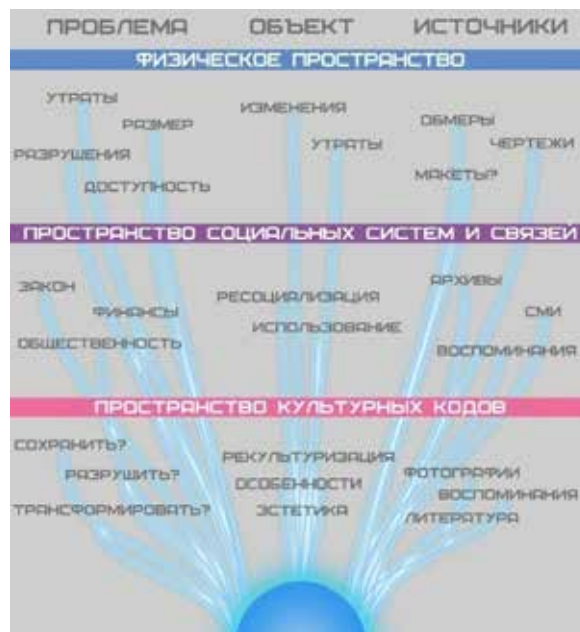 ПРОБЛЕМА ОБЪЕКТ ИСТОЧНИКИ
ФИЗИЧЕСКОЕ ПРОСТРАНСТВО
УТРАТЫ
РАЗМЕР
РАЗРУШЕНИЯ
ДОСТУПНОСТЬ
ИЗМЕНЕНИЯ
УТРАТЫ
ОБМЕРЫ
ЧЕРТЕЖИ
МАКЕТЫ?
ПРОСТРАНСТВО СОЦИАЛЬНЫХ СИСТЕМ И СВЯЗЕЙ
ЗАКОН
ФИНАНСЫ
ОБЩЕСТВЕННОСТЬ
РЕСОЦИАЛИЗАЦИЯ
ИСПОЛЬЗОВАНИЕ
АРХИВЫ
СМИ
ВОСПОМИНАНИЯ
ПРОСТРАНСТВО КУЛЬТУРНЫХ КОДОВ
СОХРАНИТЬ?
РАЗРУШИТЬ?
ТРАНСФОРМИРОВАТЬ?
РЕКУЛЬТУРИЗАЦИЯ
ОСОБЕННОСТИ
ЭСТЕТИКА
ФОТОГРАФИИ
ВОСПОМИНАНИЯ
ЛИТЕРАТУРА